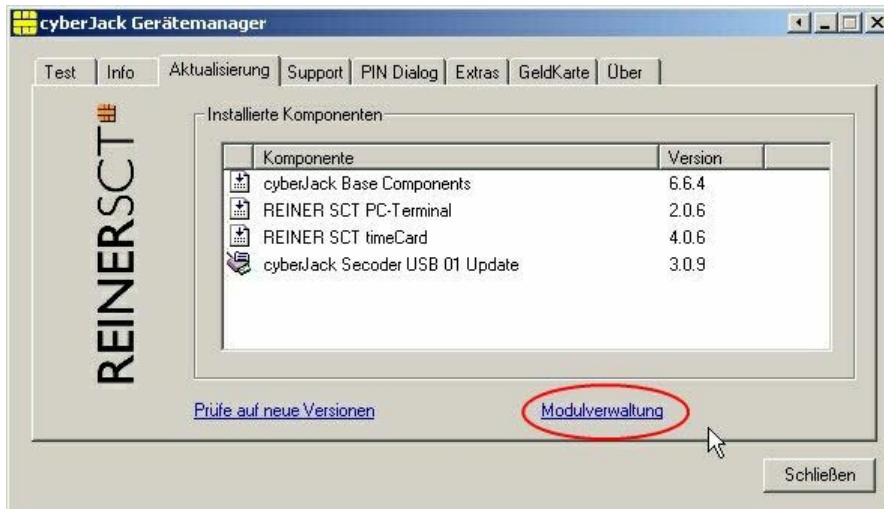 cyberJack Gerätemanager
Test Info Aktualisierung Support PIN Dialog Extras GeldKarte Über
REINERSCT
Installierte Komponenten
Komponente Version
cyberJack Base Components 6.6.4
REINER SCT PC-Terminal 2.0.6
REINER SCT timeCard 4.0.6
cyberJack Secoder USB 01 Update 3.0.9
Prüfe auf neue Versionen Modulverwaltung
Schließen